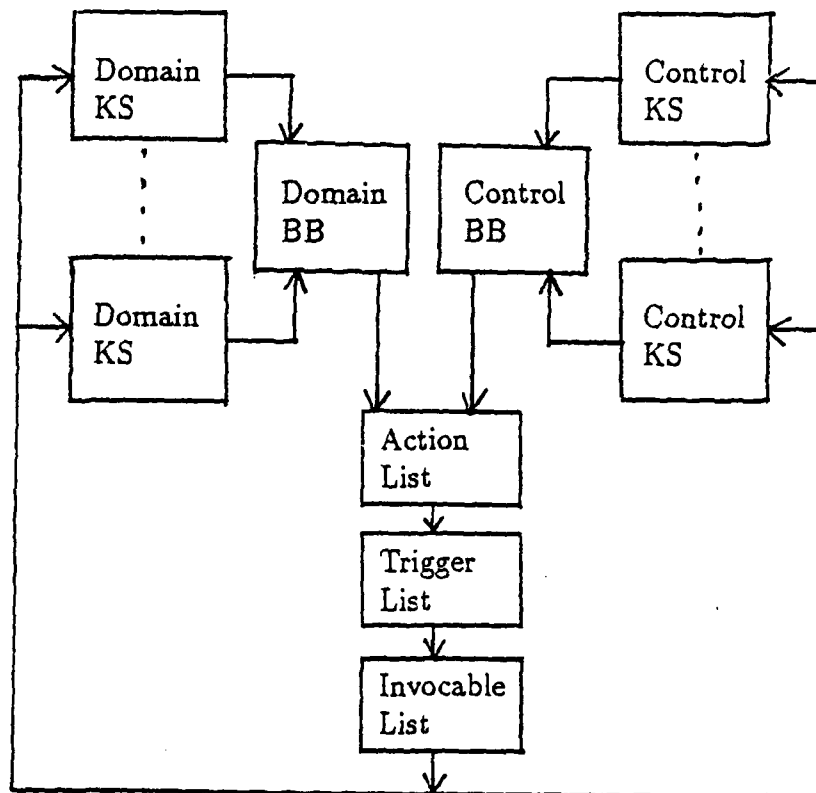 Domain
KS
Control
KS
Domain
BB
Control
BB
Domain
KS
Control
KS
Action
List
Trigger
List
Invocable
List